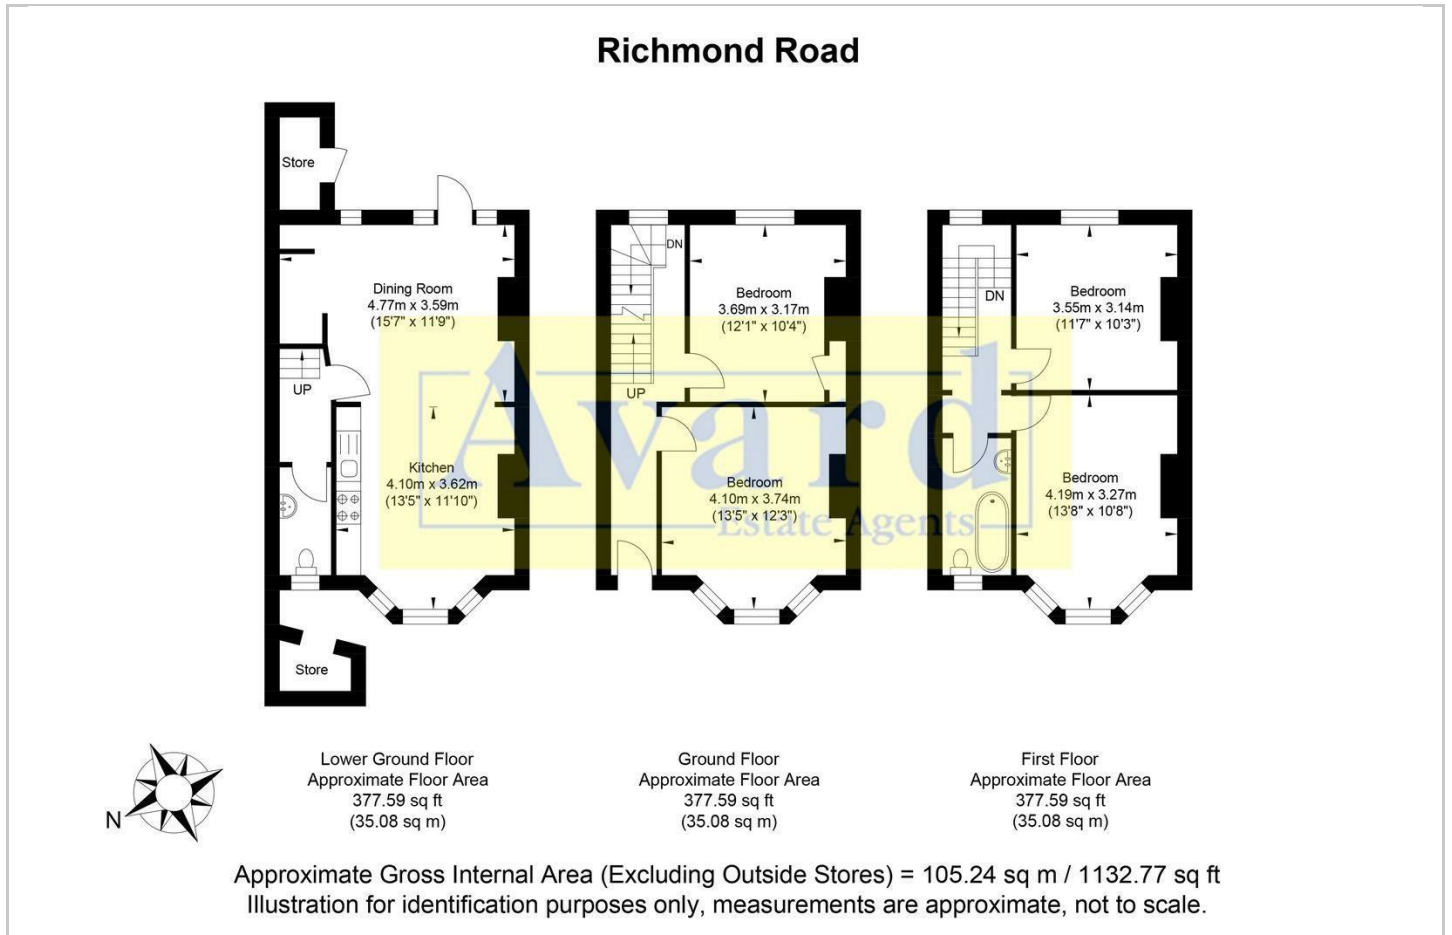 Richmond Road
Store
Dining Room
4.77m x 3.59m
(15'7" x 11'9")
UP
Kitchen
4.10m x 3.62m
(13'5" x 11'10")
Store
DN
Bedroom
3.69m x 3.17m
(12'1" x 10'4")
UP
Bedroom
4.10m x 3.74m
(13'5" x 12'3")
DN
Bedroom
3.55m x 3.14m
(11'7" x 10'3")
Bedroom
4.19m x 3.27m
(13'8" x 10'8")
Avard
Estate Agents
N
Lower Ground Floor
Approximate Floor Area
377.59 sq ft
(35.08 sq m)
Ground Floor
Approximate Floor Area
377.59 sq ft
(35.08 sq m)
First Floor
Approximate Floor Area
377.59 sq ft
(35.08 sq m)
Approximate Gross Internal Area (Excluding Outside Stores) = 105.24 sq m / 1132.77 sq ft
Illustration for identification purposes only, measurements are approximate, not to scale.